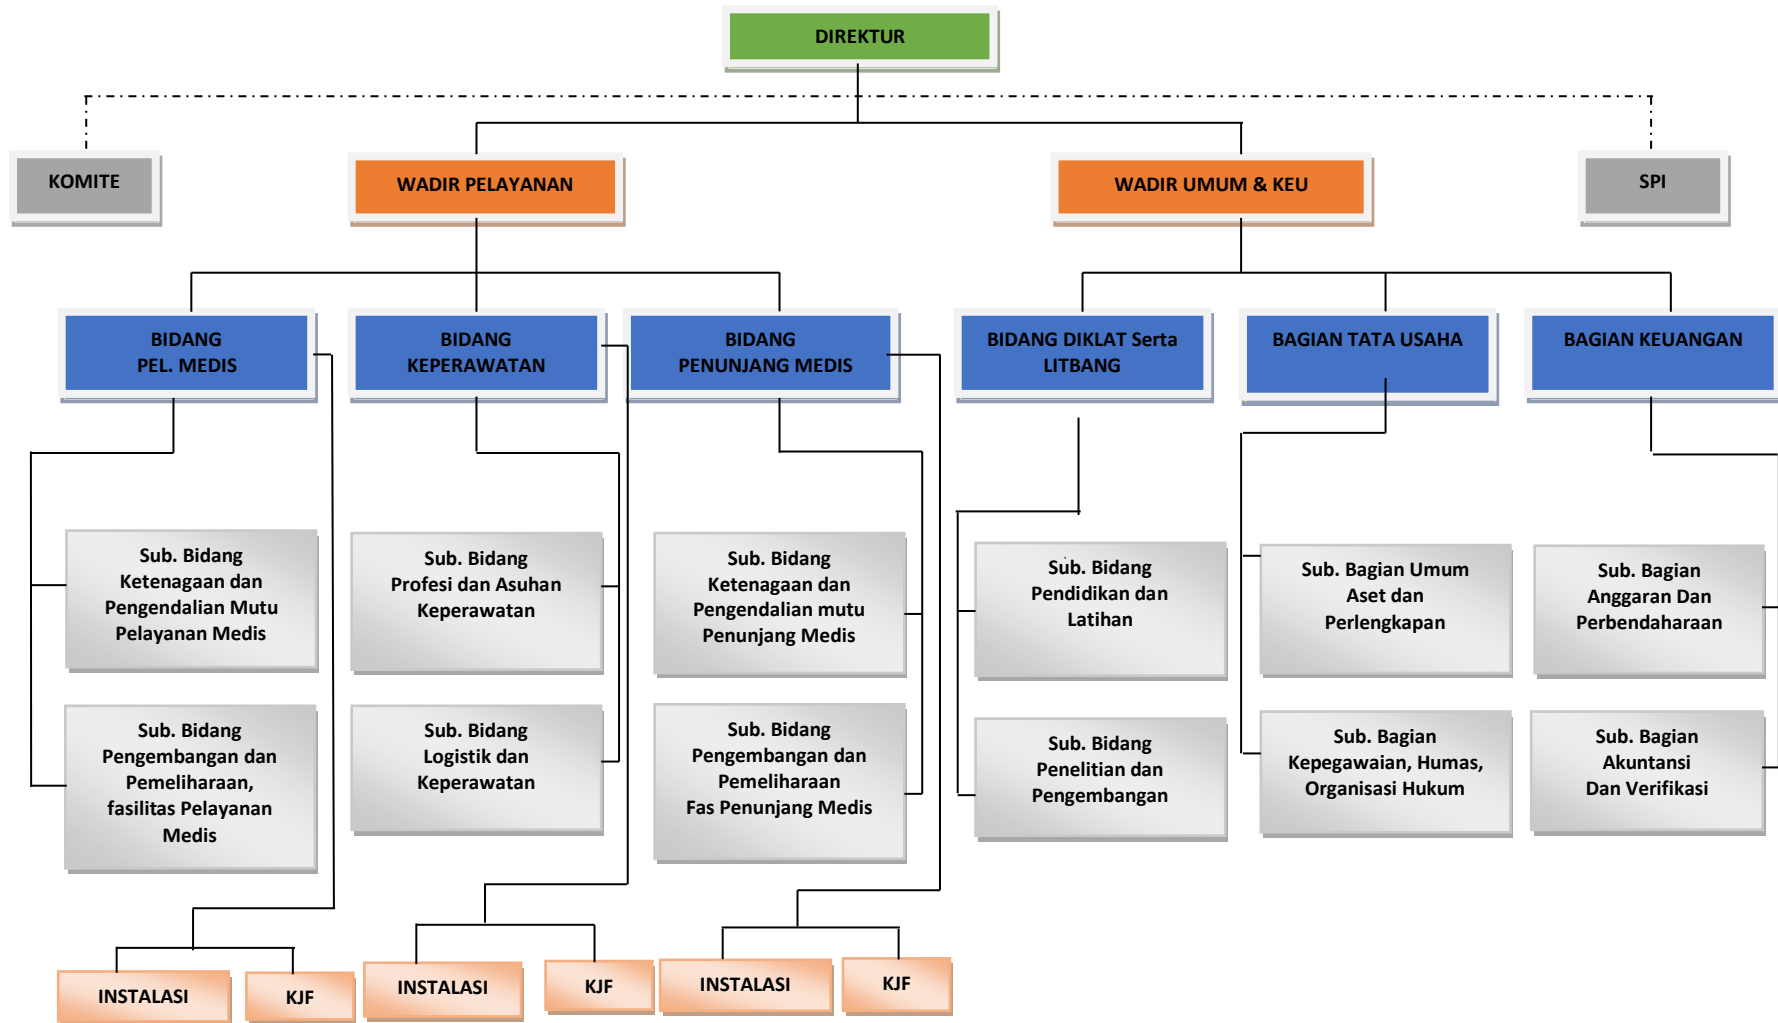 DIREKTUR
KOMITE
WADIR PELAYANAN
WADIR UMUM & KEU
SPI
BIDANG
PEL. MEDIS
BIDANG
KEPERAWATAN
BIDANG
PENUNJANG MEDIS
BIDANG DIKLAT Serta
LITBANG
BAGIAN TATA USAHA
BAGIAN KEUANGAN
Sub. Bidang
Ketenagaan dan
Pengendalian Mutu
Pelayanan Medis
Sub. Bidang
Profesi dan Asuhan
Keperawatan
Sub. Bidang
Ketenagaan dan
Pengendalian mutu
Penunjang Medis
Sub. Bidang
Pendidikan dan
Latihan
Sub. Bagian Umum
Aset dan
Perlengkapan
Sub. Bagian
Anggaran Dan
Perbendaharaan
Sub. Bidang
Pengembangan dan
Pemeliharaan,
fasilitas Pelayanan
Medis
Sub. Bidang
Logistik dan
Keperawatan
Sub. Bidang
Pengembangan dan
Pemeliharaan
Fas Penunjang Medis
Sub. Bidang
Penelitian dan
Pengembangan
Sub. Bagian
Kepegawaian, Humas,
Organisasi Hukum
Sub. Bagian
Akuntansi
Dan Verifikasi
INSTALASI
KJF
INSTALASI
KJF
INSTALASI
KJF